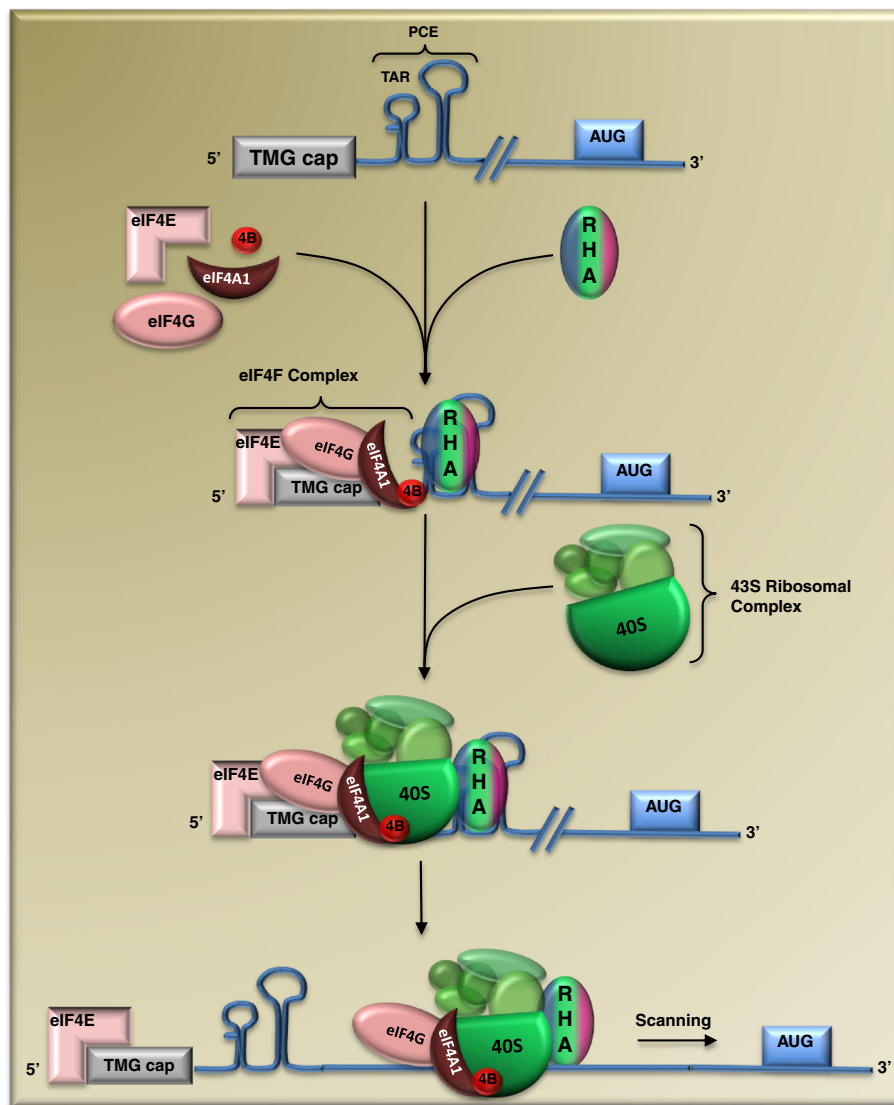 PCE
TAR
5’ TMG cap AUG 3’
eIF4E 4B
eIF4A1
eIF4G
R
H
A
eIF4F Complex
eIF4E eIF4G eIF4A1 R
H
A
5’ TMG cap 4B AUG 3’
43S Ribosomal
Complex
40S
eIF4E eIF4G eIF4A1 40S R
H
A
5’ TMG cap 4B AUG 3’
eIF4E eIF4G eIF4A1 40S R
H
A
Scanning
5’ TMG cap 4B AUG 3’